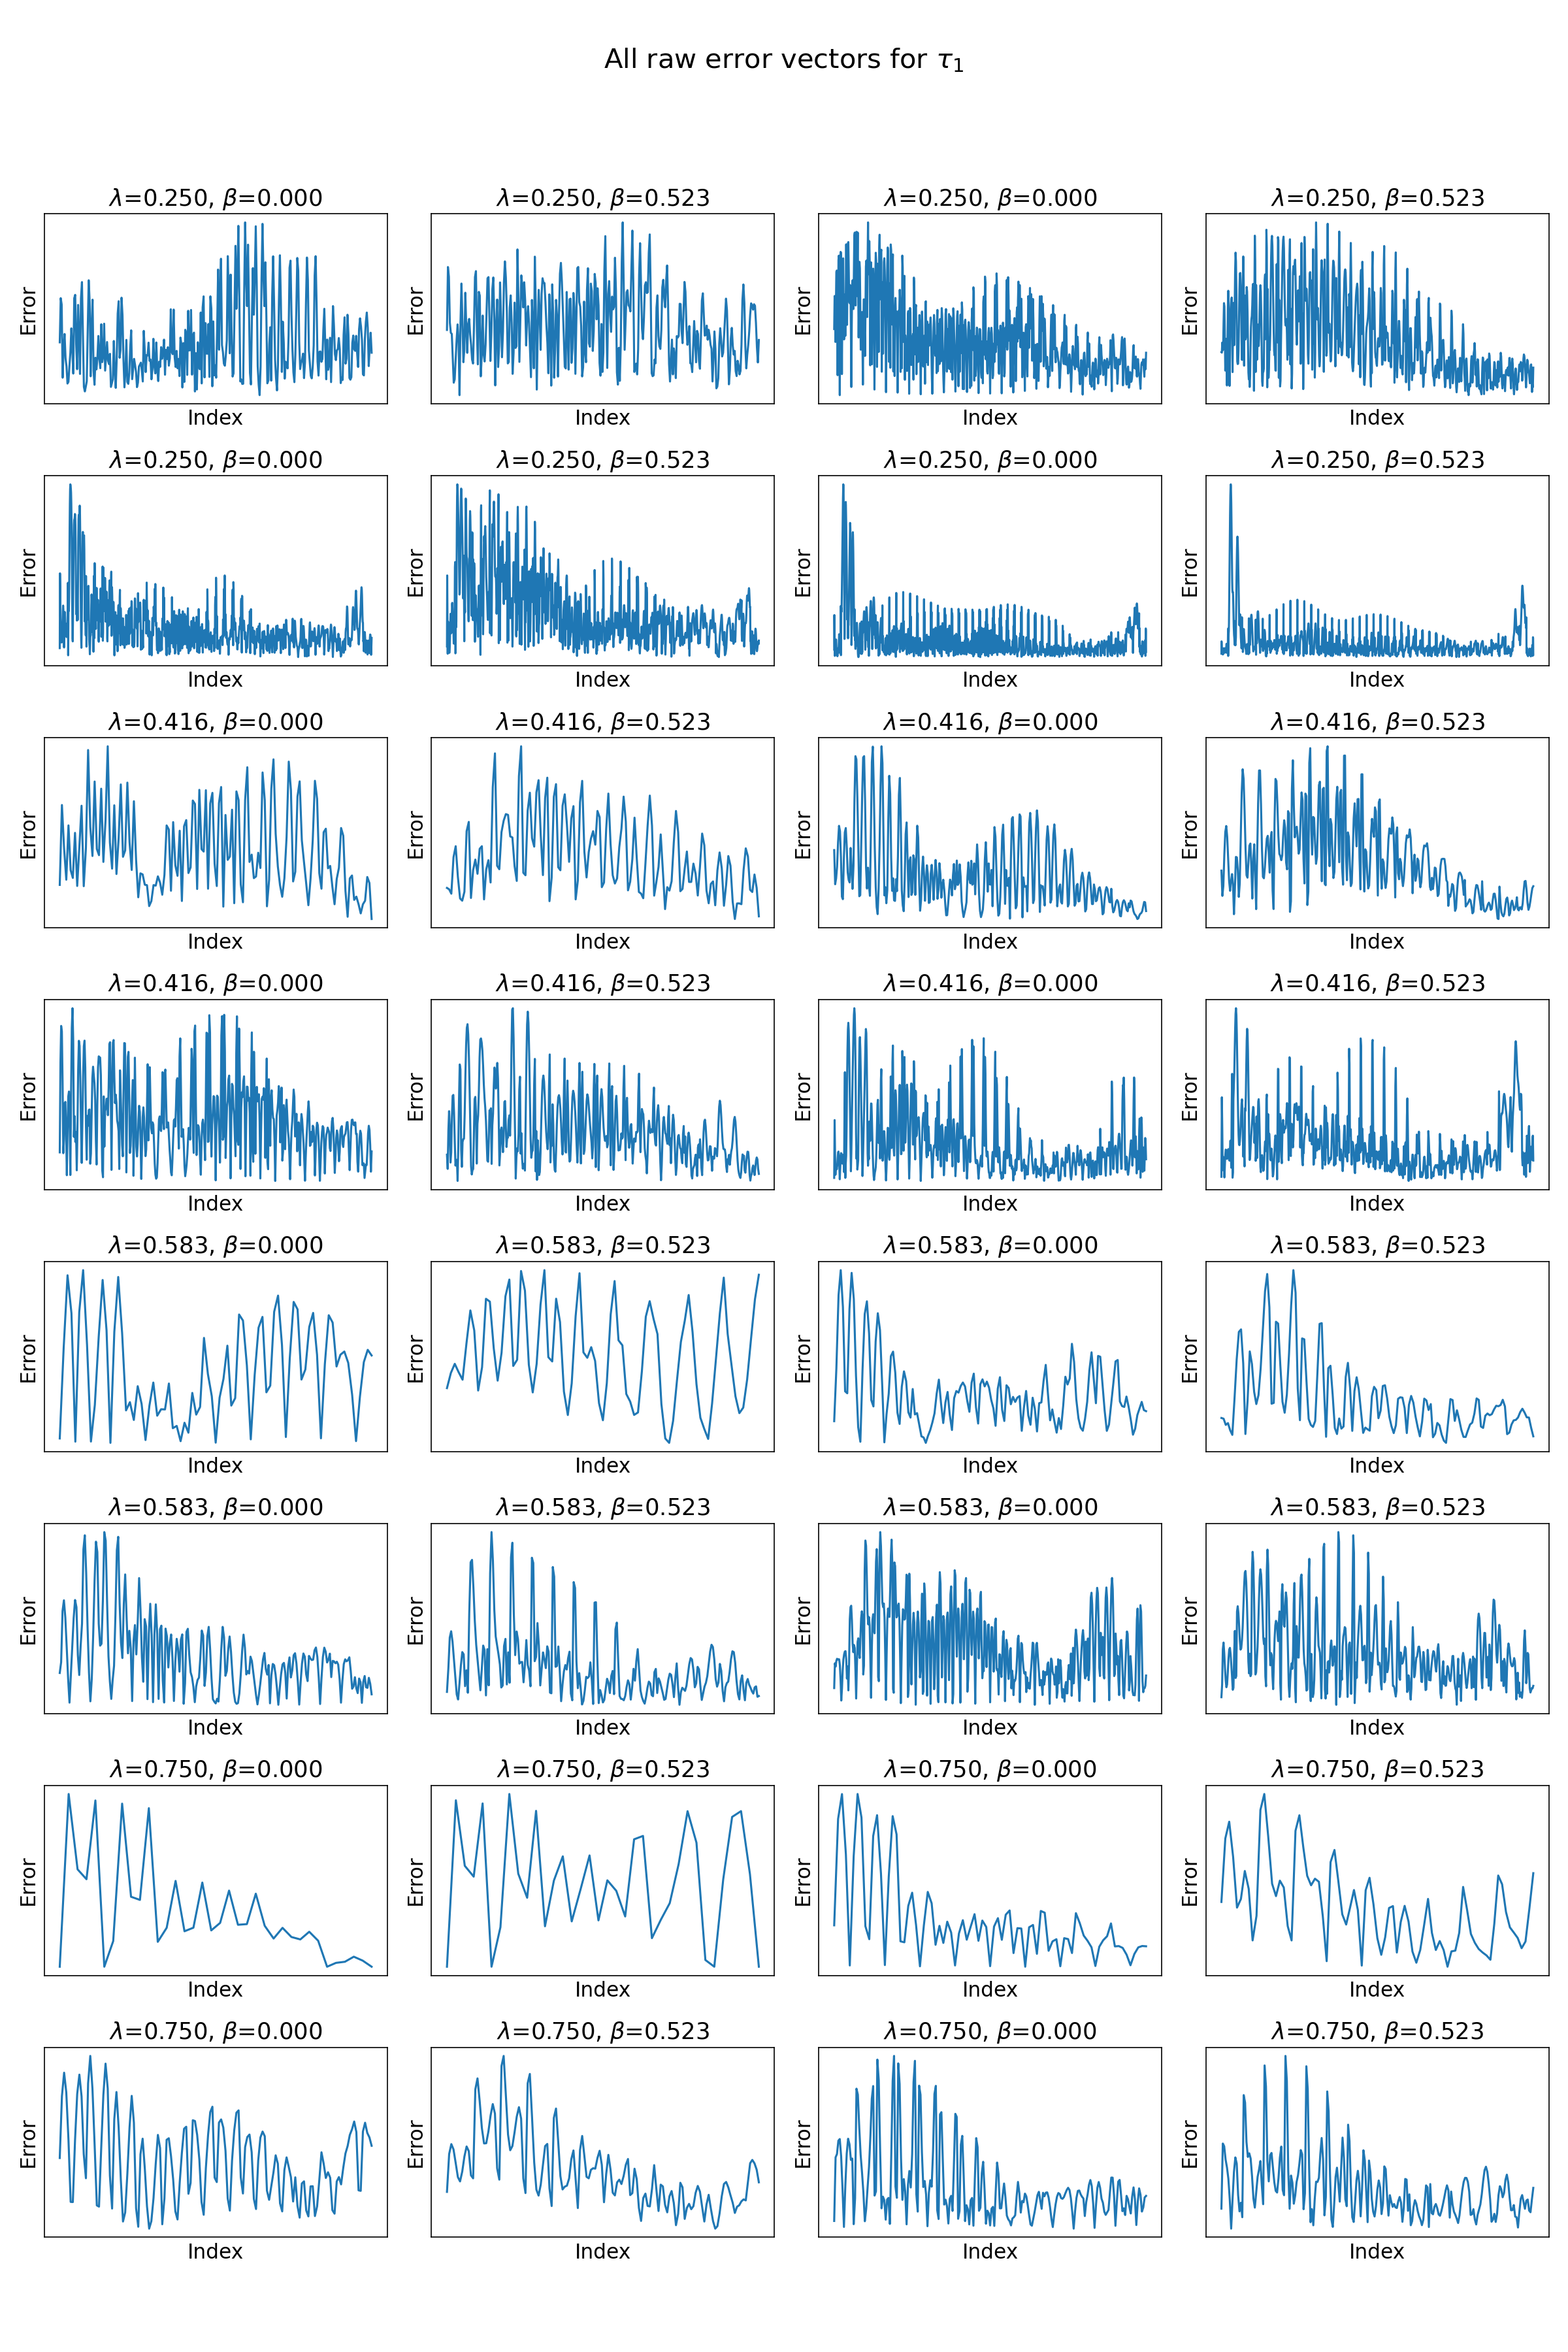 All raw error vectors for τ₁
λ=0.250, β=0.000
λ=0.250, β=0.523
λ=0.250, β=0.000
λ=0.250, β=0.523
Error
Error
Error
Error
Index
Index
Index
Index
λ=0.250, β=0.000
λ=0.250, β=0.523
λ=0.250, β=0.000
λ=0.250, β=0.523
Error
Error
Error
Error
Index
Index
Index
Index
λ=0.416, β=0.000
λ=0.416, β=0.523
λ=0.416, β=0.000
λ=0.416, β=0.523
Error
Error
Error
Error
Index
Index
Index
Index
λ=0.416, β=0.000
λ=0.416, β=0.523
λ=0.416, β=0.000
λ=0.416, β=0.523
Error
Error
Error
Error
Index
Index
Index
Index
λ=0.583, β=0.000
λ=0.583, β=0.523
λ=0.583, β=0.000
λ=0.583, β=0.523
Error
Error
Error
Error
Index
Index
Index
Index
λ=0.583, β=0.000
λ=0.583, β=0.523
λ=0.583, β=0.000
λ=0.583, β=0.523
Error
Error
Error
Error
Index
Index
Index
Index
λ=0.750, β=0.000
λ=0.750, β=0.523
λ=0.750, β=0.000
λ=0.750, β=0.523
Error
Error
Error
Error
Index
Index
Index
Index
λ=0.750, β=0.000
λ=0.750, β=0.523
λ=0.750, β=0.000
λ=0.750, β=0.523
Error
Error
Error
Error
Index
Index
Index
Index